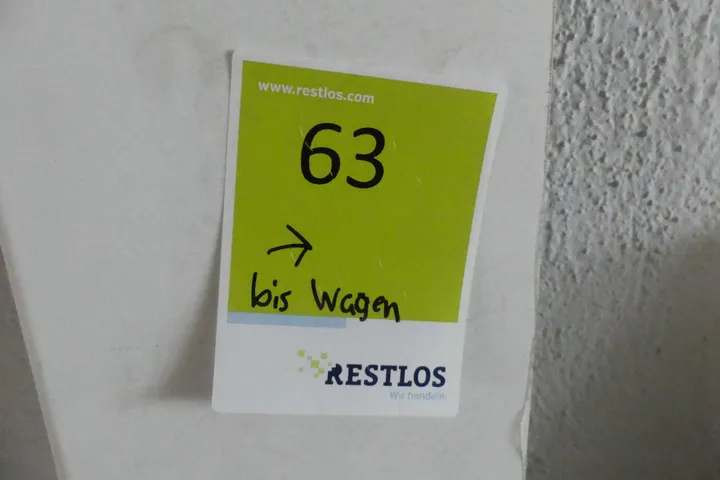 www.restlos.com
63
→
bis Wagen
RESTLOS
Wir handeln.